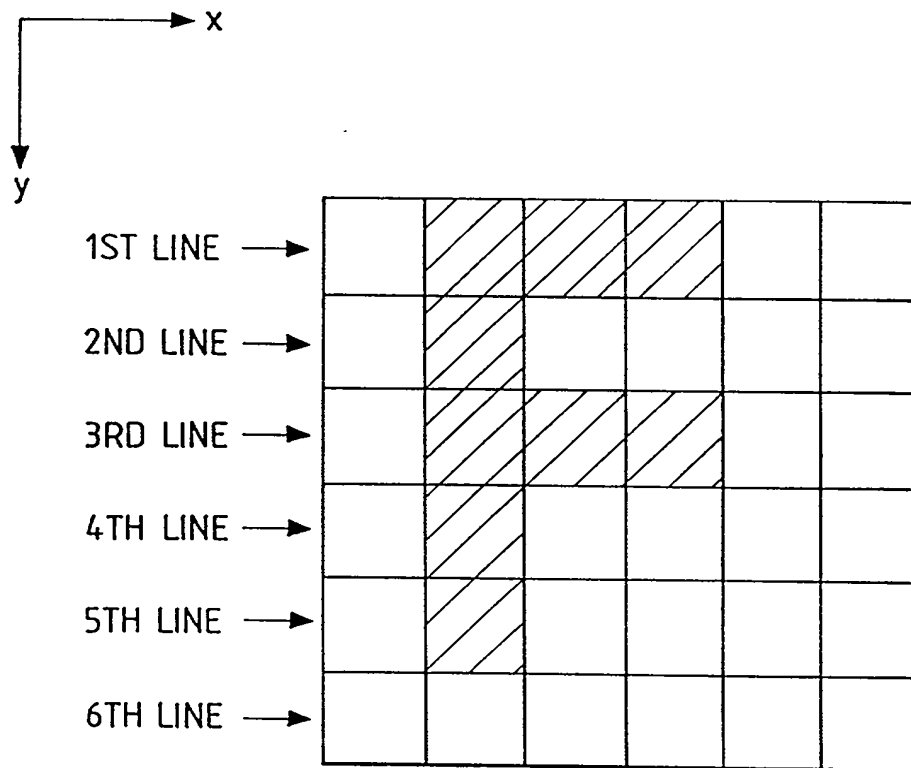 x
y
1ST LINE
2ND LINE
3RD LINE
4TH LINE
5TH LINE
6TH LINE